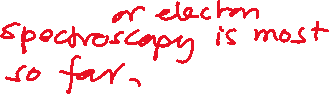 or electron
spectroscopy is most
so far,